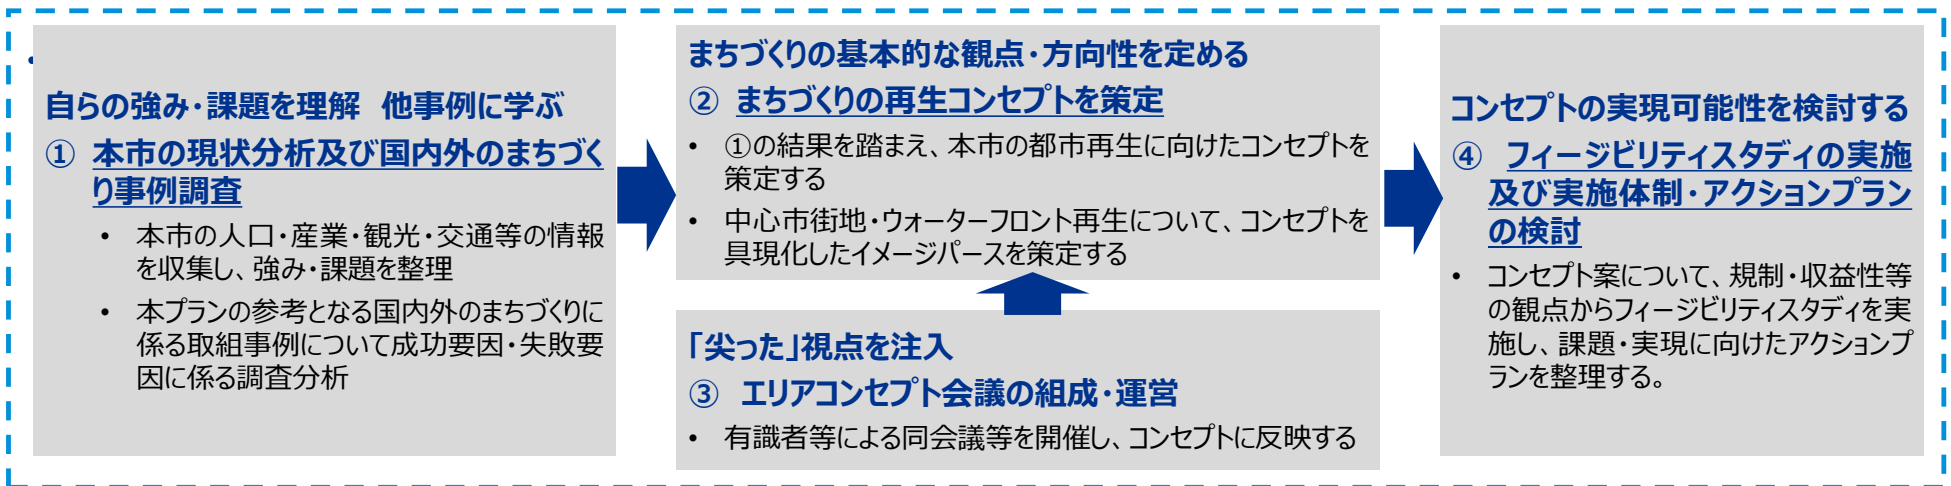 自らの強み・課題を理解 他事例に学ぶ
① 本市の現状分析及び国内外のまちづく
り事例調査
• 本市の人口・産業・観光・交通等の情報
を収集し、強み・課題を整理
• 本プランの参考となる国内外のまちづくりに
係る取組事例について成功要因・失敗要
因に係る調査分析
まちづくりの基本的な観点・方向性を定める
② まちづくりの再生コンセプトを策定
• ①の結果を踏まえ、本市の都市再生に向けたコンセプトを
策定する
• 中心市街地・ウォーターフロント再生について、コンセプトを
具現化したイメージパースを策定する
「尖った」視点を注入
③ エリアコンセプト会議の組成・運営
• 有識者等による同会議等を開催し、コンセプトに反映する
コンセプトの実現可能性を検討する
④ フィージビリティスタディの実施
及び実施体制・アクションプラン
の検討
• コンセプト案について、規制・収益性等
の観点からフィージビリティスタディを実
施し、課題・実現に向けたアクションプ
ランを整理する。